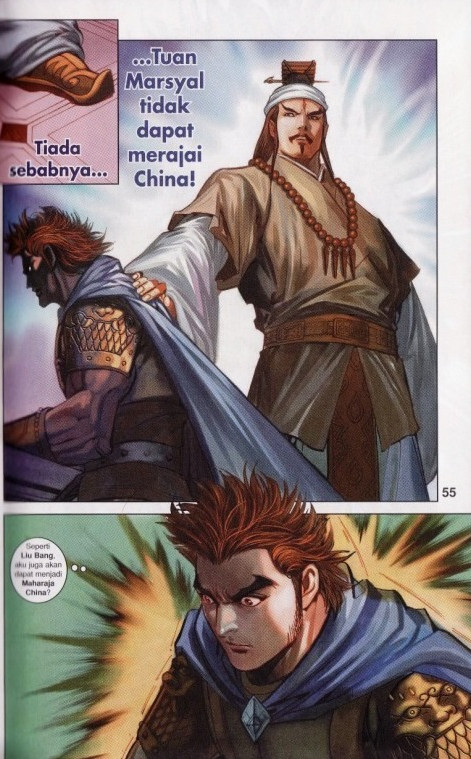 Tiada
sebabnya...
...Tuan
Marsyal
tidak
dapat
merajai
China!
55
Seperti
Liu Bang,
aku juga akan
dapat menjadi
Maharaja
China?